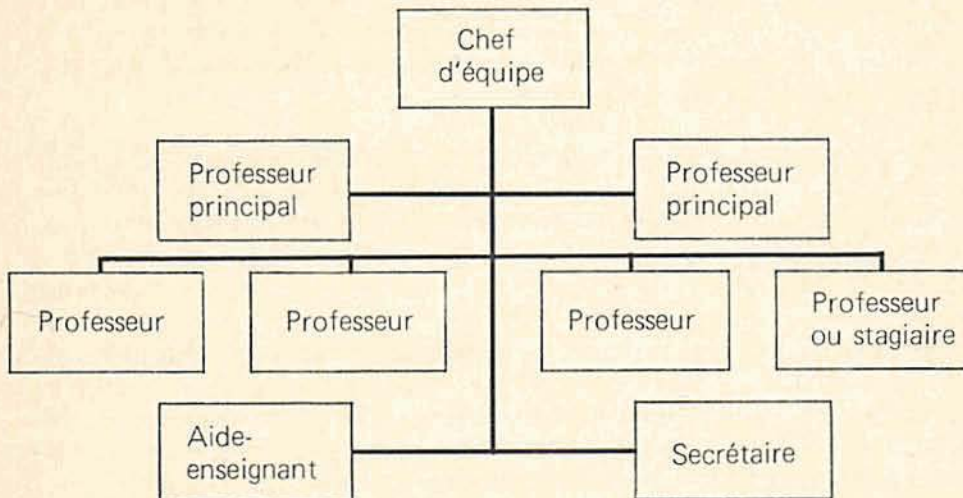 Chef
d'équipe
Professeur
principal
Professeur
principal
Professeur
Professeur
Professeur
Professeur
ou stagiaire
Aide-
enseignant
Secrétaire